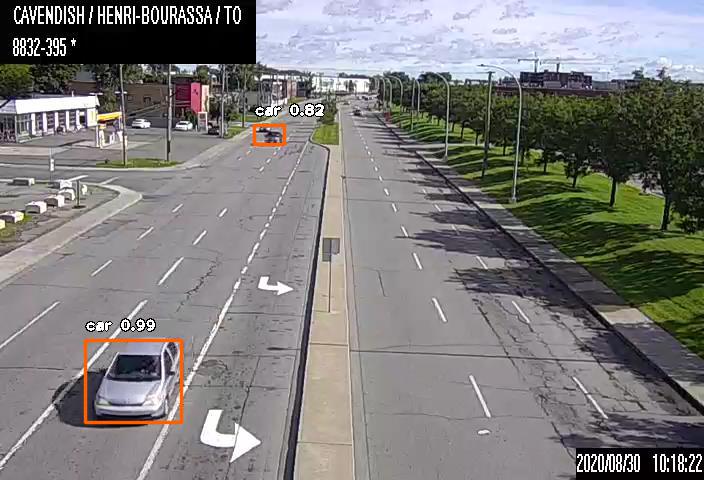 CAVENDISH / HENRI-BOURASSA / TO
8832-395 *
car 0.82
car 0.99
2020/08/30 10:18:22